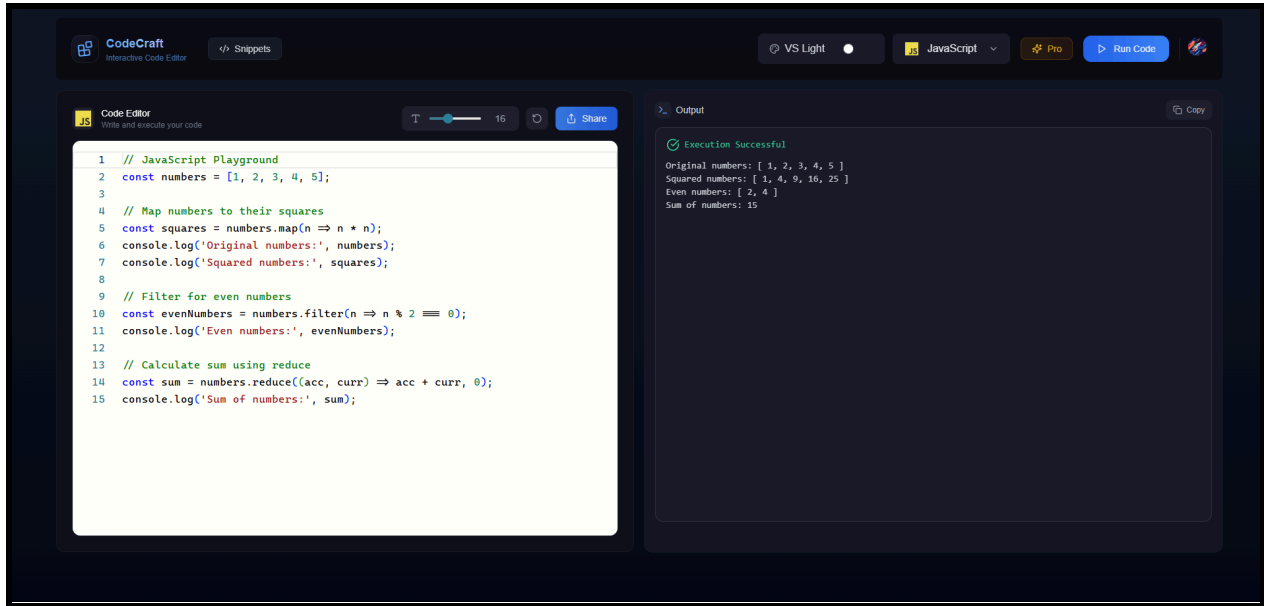 CodeCraft
Interactive Code Editor
</> Snippets
VS Light
JS JavaScript
Pro
Run Code
JS Code Editor
Write and execute your code
T 16
Share
1 // JavaScript Playground
2 const numbers = [1, 2, 3, 4, 5];
3
4 // Map numbers to their squares
5 const squares = numbers.map(n ⇒ n * n);
6 console.log('Original numbers:', numbers);
7 console.log('Squared numbers:', squares);
8
9 // Filter for even numbers
10 const evenNumbers = numbers.filter(n ⇒ n % 2 === 0);
11 console.log('Even numbers:', evenNumbers);
12
13 // Calculate sum using reduce
14 const sum = numbers.reduce((acc, curr) ⇒ acc + curr, 0);
15 console.log('Sum of numbers:', sum);
>_ Output
Copy
Execution Successful
Original numbers: [ 1, 2, 3, 4, 5 ]
Squared numbers: [ 1, 4, 9, 16, 25 ]
Even numbers: [ 2, 4 ]
Sum of numbers: 15